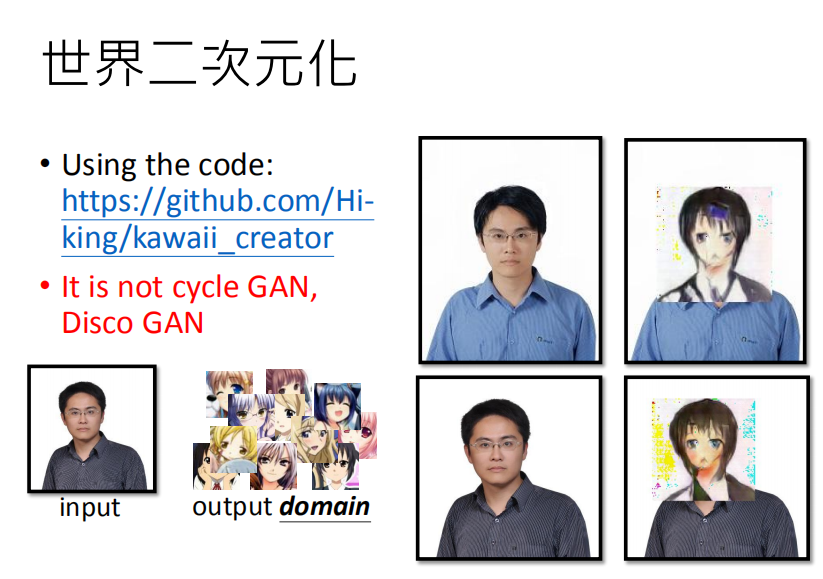 世界二次元化
• Using the code:
https://github.com/Hi-
king/kawaii_creator
• It is not cycle GAN,
Disco GAN
input
output domain